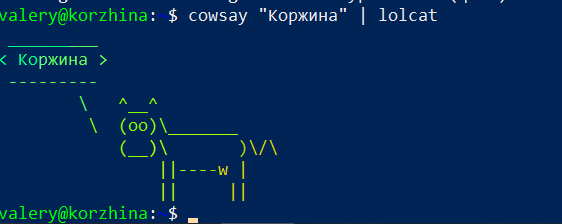 valery@korzhina:~$ cowsay "Коржина" | lolcat
 _________
< Коржина >
 ---------
        \   ^__^
         \  (oo)\_______
            (__)\       )\/\
                ||----w |
                ||     ||
valery@korzhina:~$